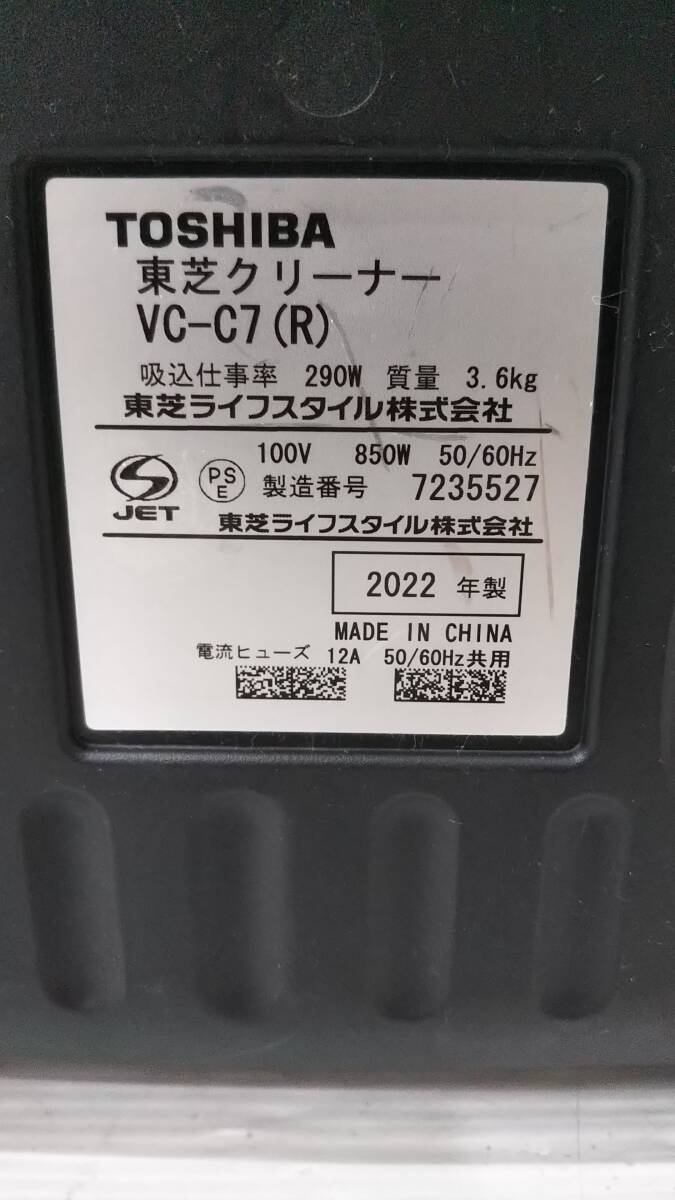 TOSHIBA
東芝クリーナー
VC-C7(R)
吸込仕事率 290W 質量 3.6kg
東芝ライフスタイル株式会社
100V 850W 50/60Hz
JET PSE 製造番号 7235527
東芝ライフスタイル株式会社
2022 年製
MADE IN CHINA
電流ヒューズ 12A 50/60Hz共用